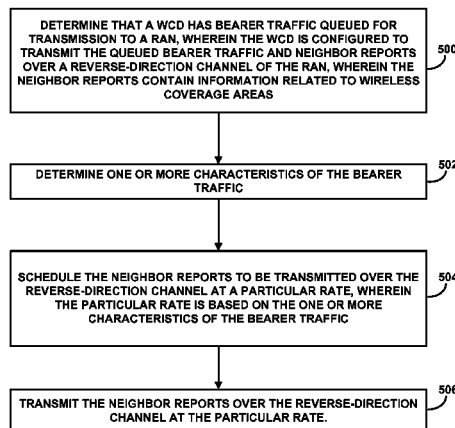 DETERMINE THAT A WCD HAS BEARER TRAFFIC QUEUED FOR
TRANSMISSION TO A RAN, WHEREIN THE WCD IS CONFIGURED TO
TRANSMIT THE QUEUED BEARER TRAFFIC AND NEIGHBOR REPORTS
OVER A REVERSE-DIRECTION CHANNEL OF THE RAN, WHEREIN THE
NEIGHBOR REPORTS CONTAIN INFORMATION RELATED TO WIRELESS
COVERAGE AREAS
500
DETERMINE ONE OR MORE CHARACTERISTICS OF THE BEARER
TRAFFIC
502
SCHEDULE THE NEIGHBOR REPORTS TO BE TRANSMITTED OVER THE
REVERSE-DIRECTION CHANNEL AT A PARTICULAR RATE, WHEREIN
THE PARTICULAR RATE IS BASED ON THE ONE OR MORE
CHARACTERISTICS OF THE BEARER TRAFFIC
504
TRANSMIT THE NEIGHBOR REPORTS OVER THE REVERSE-DIRECTION
CHANNEL AT THE PARTICULAR RATE.
506